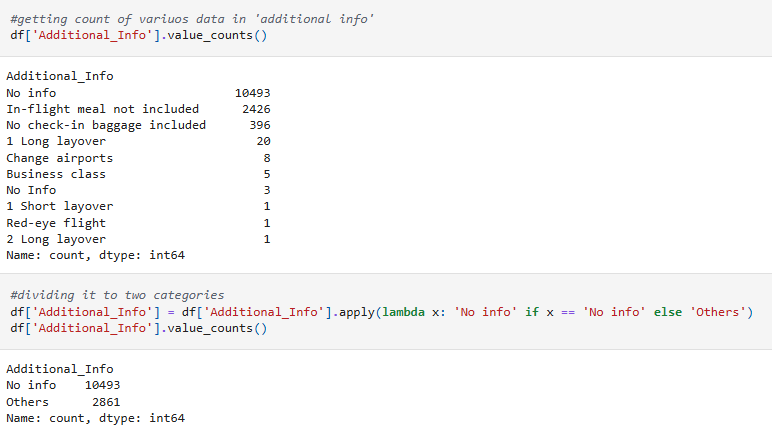 #getting count of variuos data in 'additional info'
df['Additional_Info'].value_counts()
Additional_Info
No info 10493
In-flight meal not included 2426
No check-in baggage included 396
1 Long layover 20
Change airports 8
Business class 5
No Info 3
1 Short layover 1
Red-eye flight 1
2 Long layover 1
Name: count, dtype: int64
#dividing it to two categories
df['Additional_Info'] = df['Additional_Info'].apply(lambda x: 'No info' if x == 'No info' else 'Others')
df['Additional_Info'].value_counts()
Additional_Info
No info 10493
Others 2861
Name: count, dtype: int64